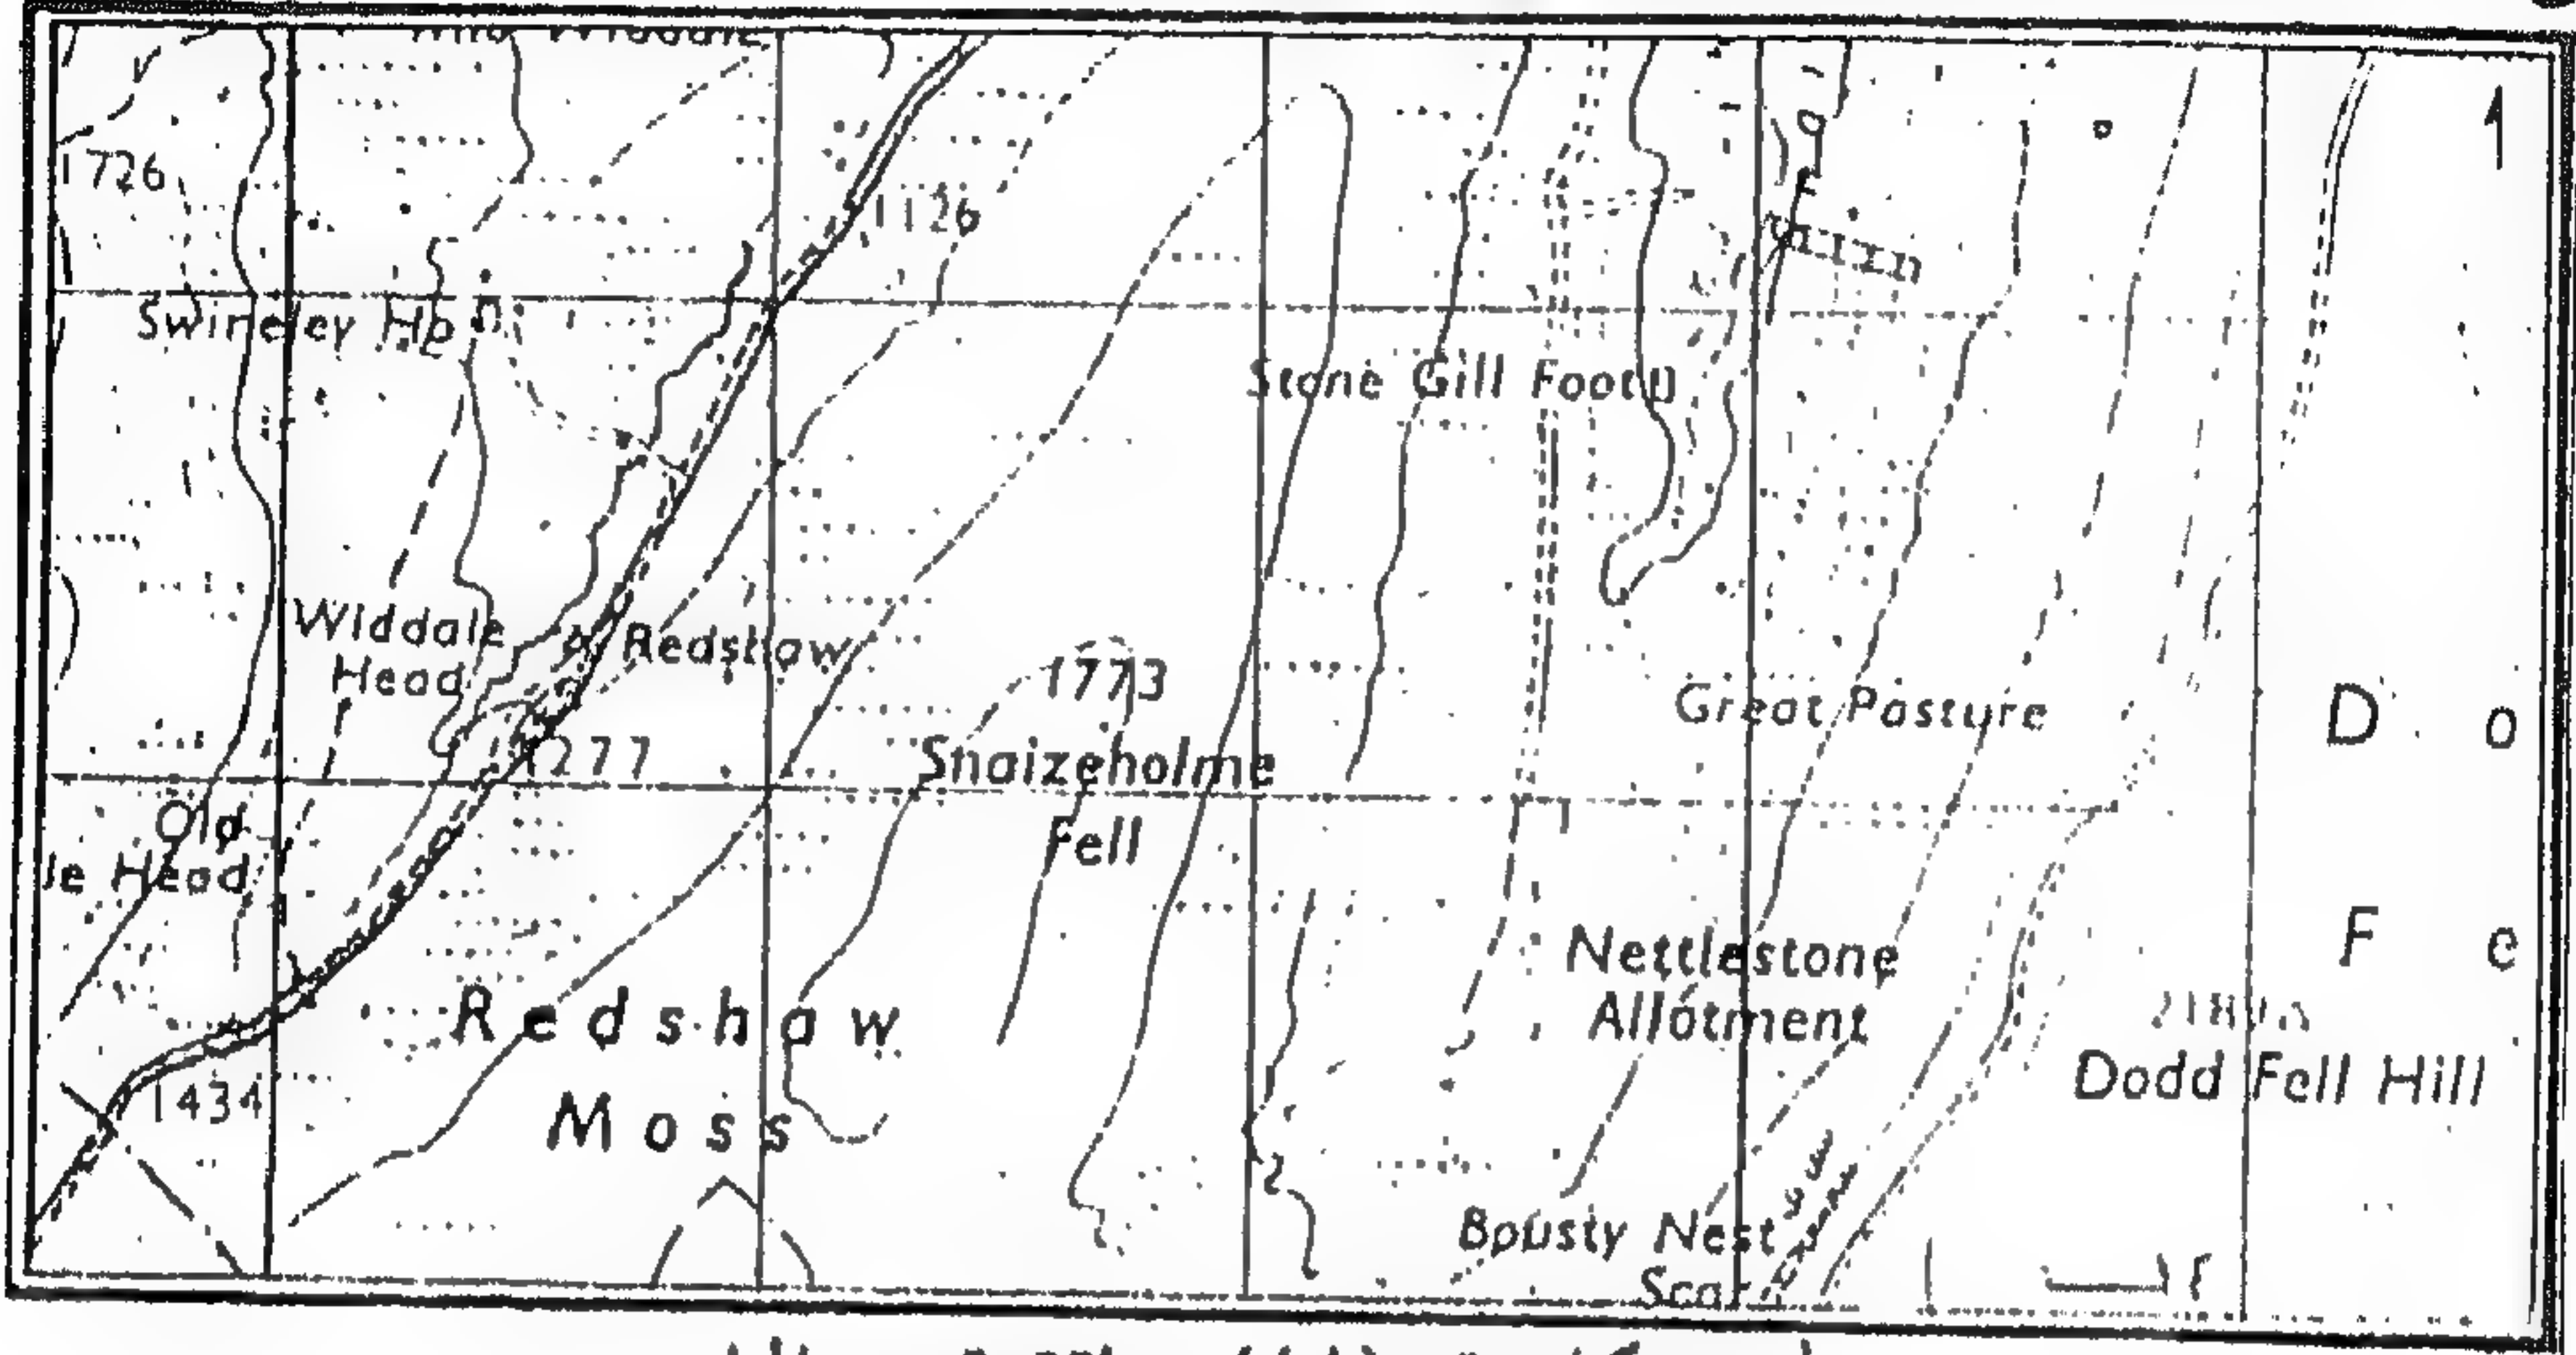 1726
1126
Swineley Ho
Stone Gill Foot
Widdale
Head
Redshaw
1773
Great Pasture
D o
1277
Snaizeholme
Fell
Old
le Head
F e
Nettlestone
Allotment
Redshaw
Moss
Dodd Fell Hill
1434
Bousty Nest
Scar